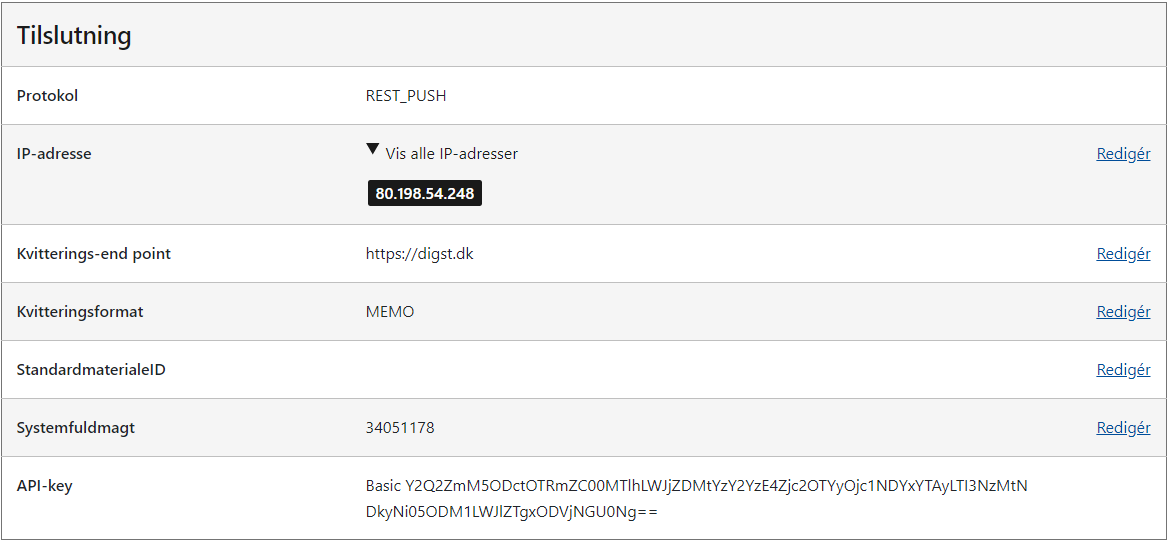 Tilslutning
Protokol REST_PUSH
IP-adresse Vis alle IP-adresser Redigér
80.198.54.248
Kvitterings-end point https://digst.dk Redigér
Kvitteringsformat MEMO Redigér
StandardmaterialeID Redigér
Systemfuldmagt 34051178 Redigér
API-key Basic Y2Q2ZmM5ODctOTRmZC00MTlhLWJjZDMtYzY2YzE4Zjc2OTYyOjc1NDYxYTAyLTI3NzMtN
DkyNi05ODM1LWJlZTgxODVjNGU0Ng==